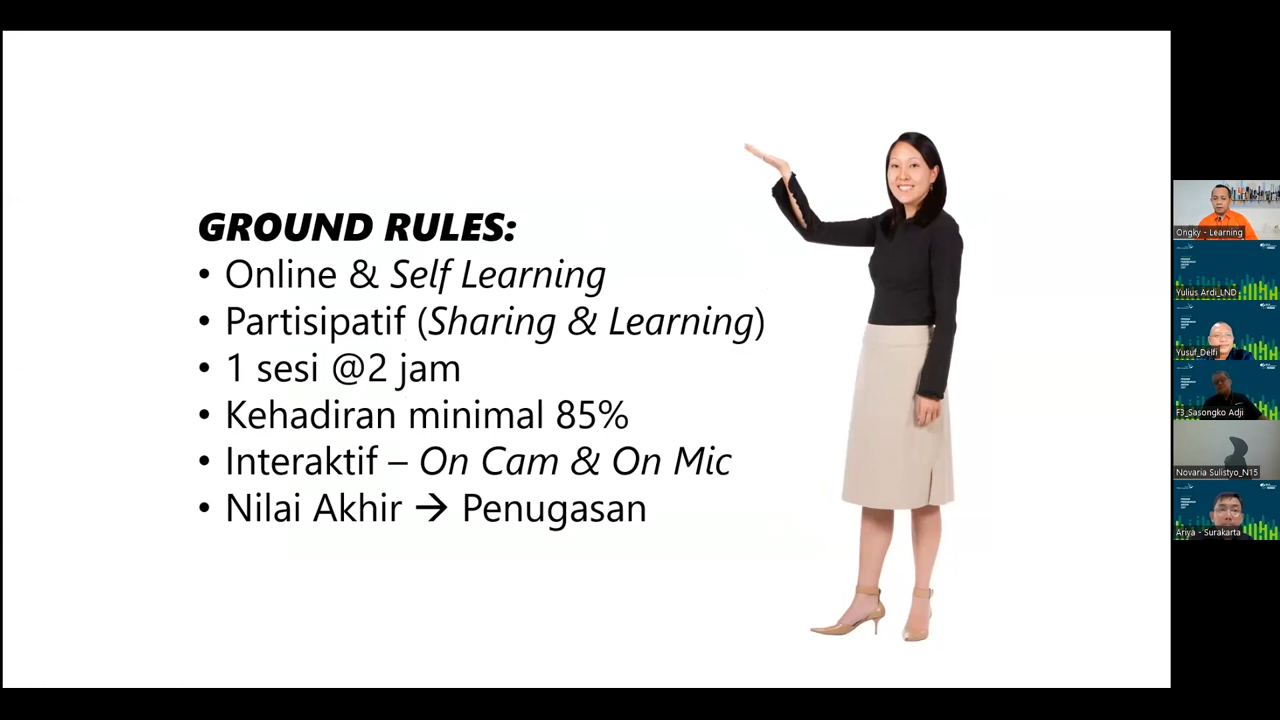 GROUND RULES:
• Online & Self Learning
• Partisipatif (Sharing & Learning)
• 1 sesi @2 jam
• Kehadiran minimal 85%
• Interaktif – On Cam & On Mic
• Nilai Akhir → Penugasan
Ongky - Learning
Yulius Ardi_LND
Yusuf_Delfi
F3_Sasongko Adji
Novaria Sulistyo_N15
Ariya - Surakarta